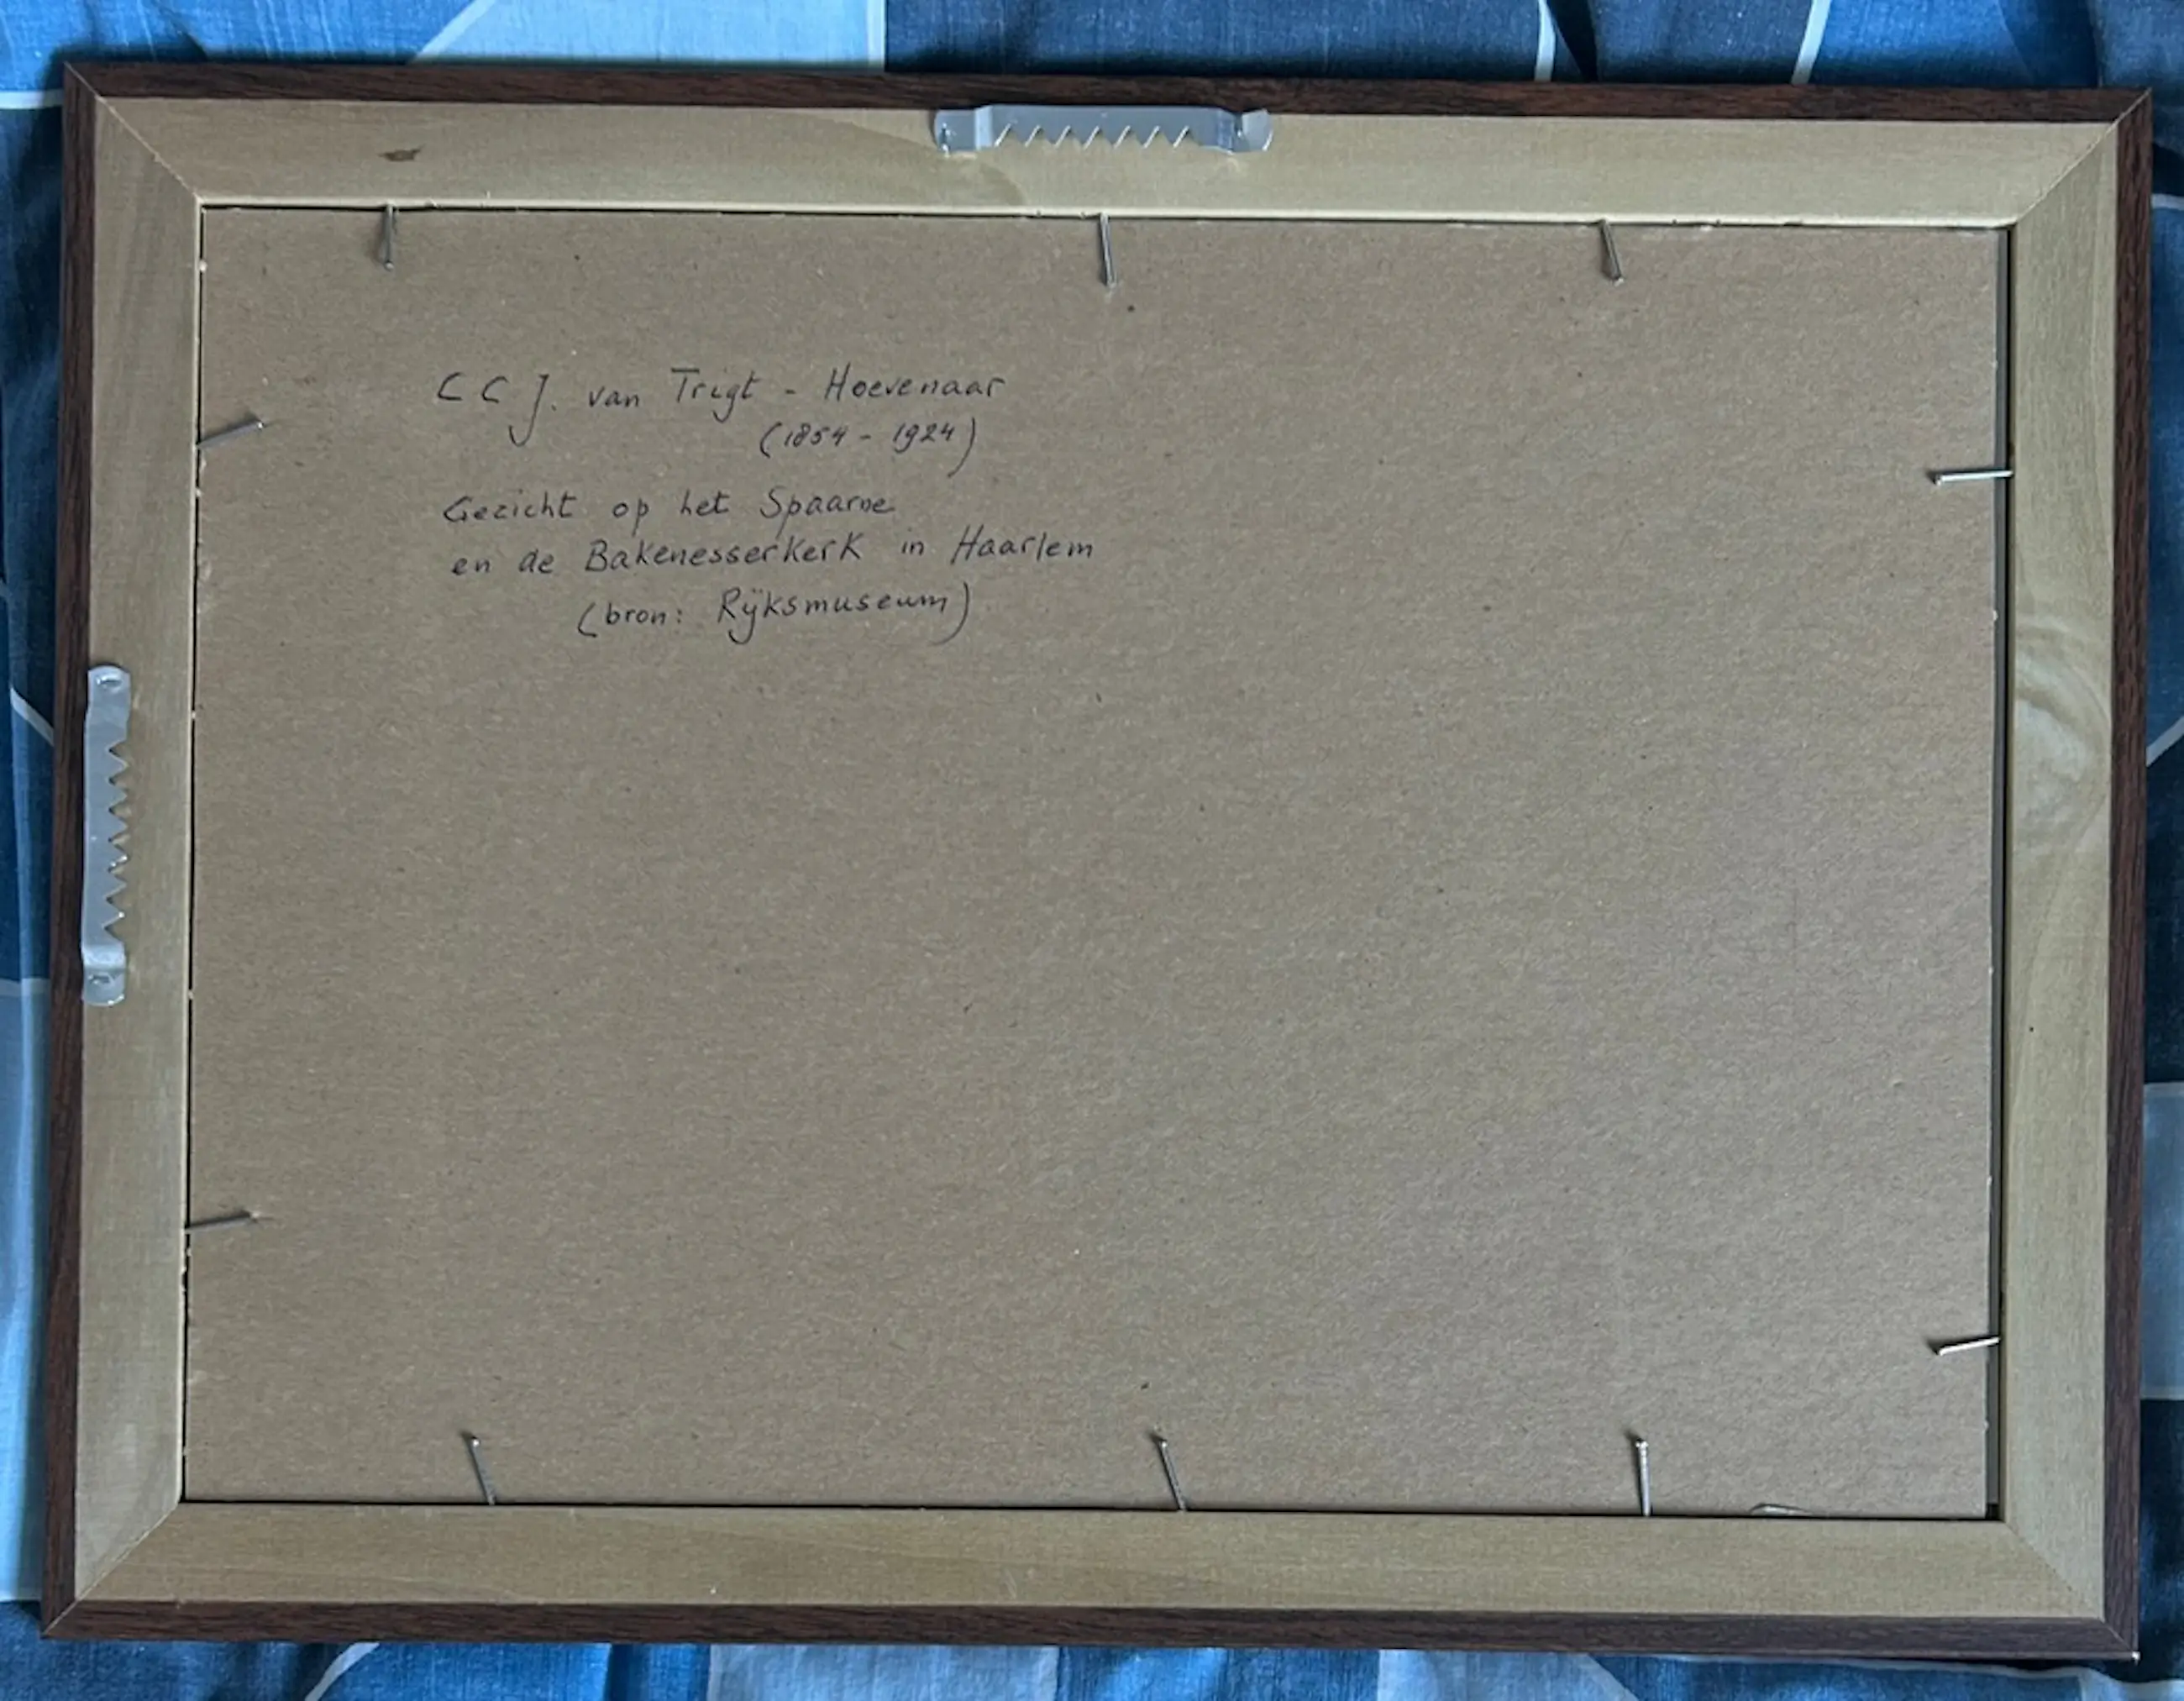 C C J. van Trigt - Hoevenaar
(1854 - 1924)
Gezicht op het Spaarne
en de Bakenesserkerk in Haarlem
(bron: Rijksmuseum)